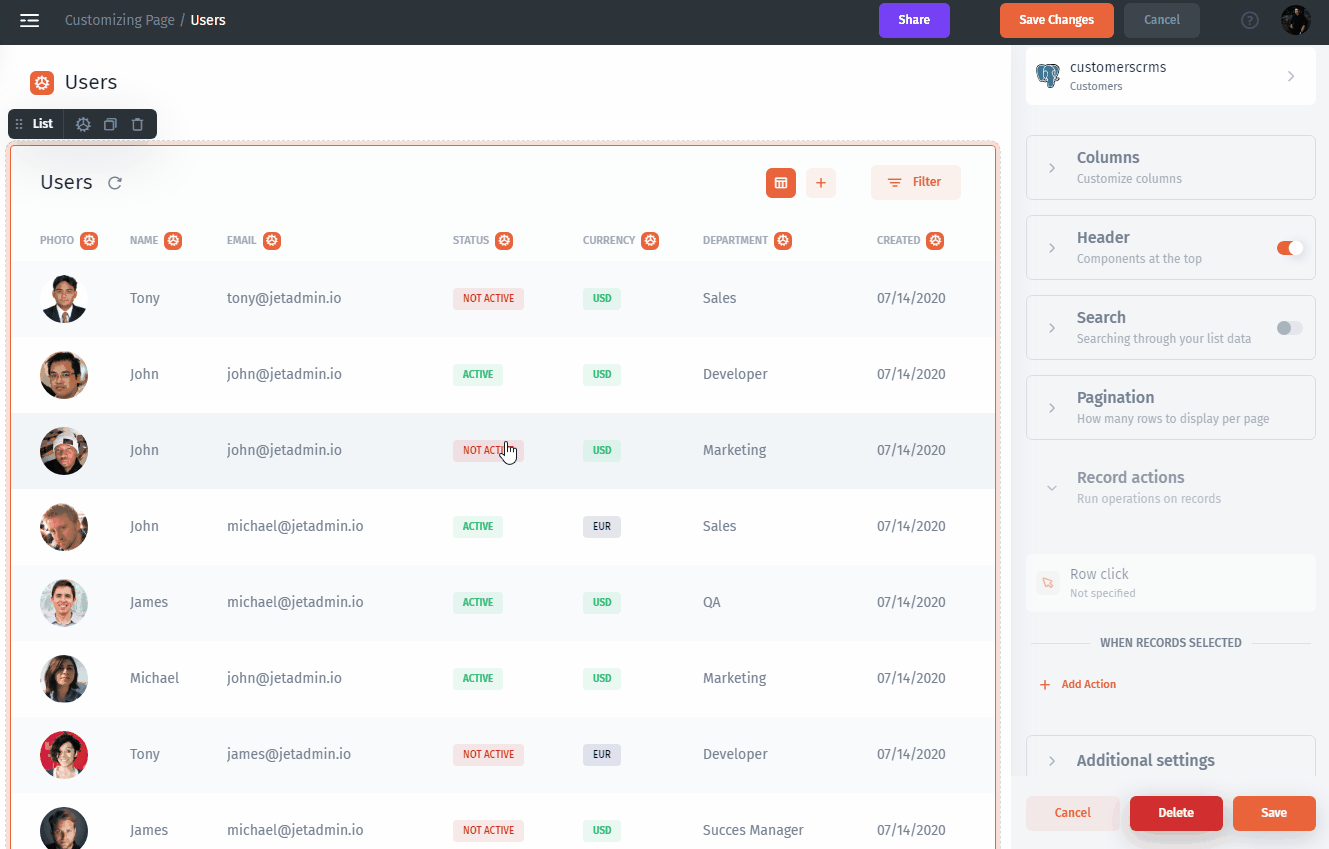 Customizing Page / Users
Share
Save Changes
Cancel
?
Users
List
Users
+
Filter
PHOTO NAME EMAIL STATUS CURRENCY DEPARTMENT CREATED
Tony tony@jetadmin.io NOT ACTIVE USD Sales 07/14/2020
John john@jetadmin.io ACTIVE USD Developer 07/14/2020
John john@jetadmin.io NOT ACTIVE USD Marketing 07/14/2020
John michael@jetadmin.io ACTIVE EUR Sales 07/14/2020
James michael@jetadmin.io ACTIVE USD QA 07/14/2020
Michael john@jetadmin.io ACTIVE USD Marketing 07/14/2020
Tony james@jetadmin.io NOT ACTIVE EUR Developer 07/14/2020
James michael@jetadmin.io NOT ACTIVE USD Succes Manager 07/14/2020
customerscrms
Customers
Columns
Customize columns
Header
Components at the top
Search
Searching through your list data
Pagination
How many rows to display per page
Record actions
Run operations on records
Row click
Not specified
WHEN RECORDS SELECTED
+ Add Action
Additional settings
Cancel
Delete
Save